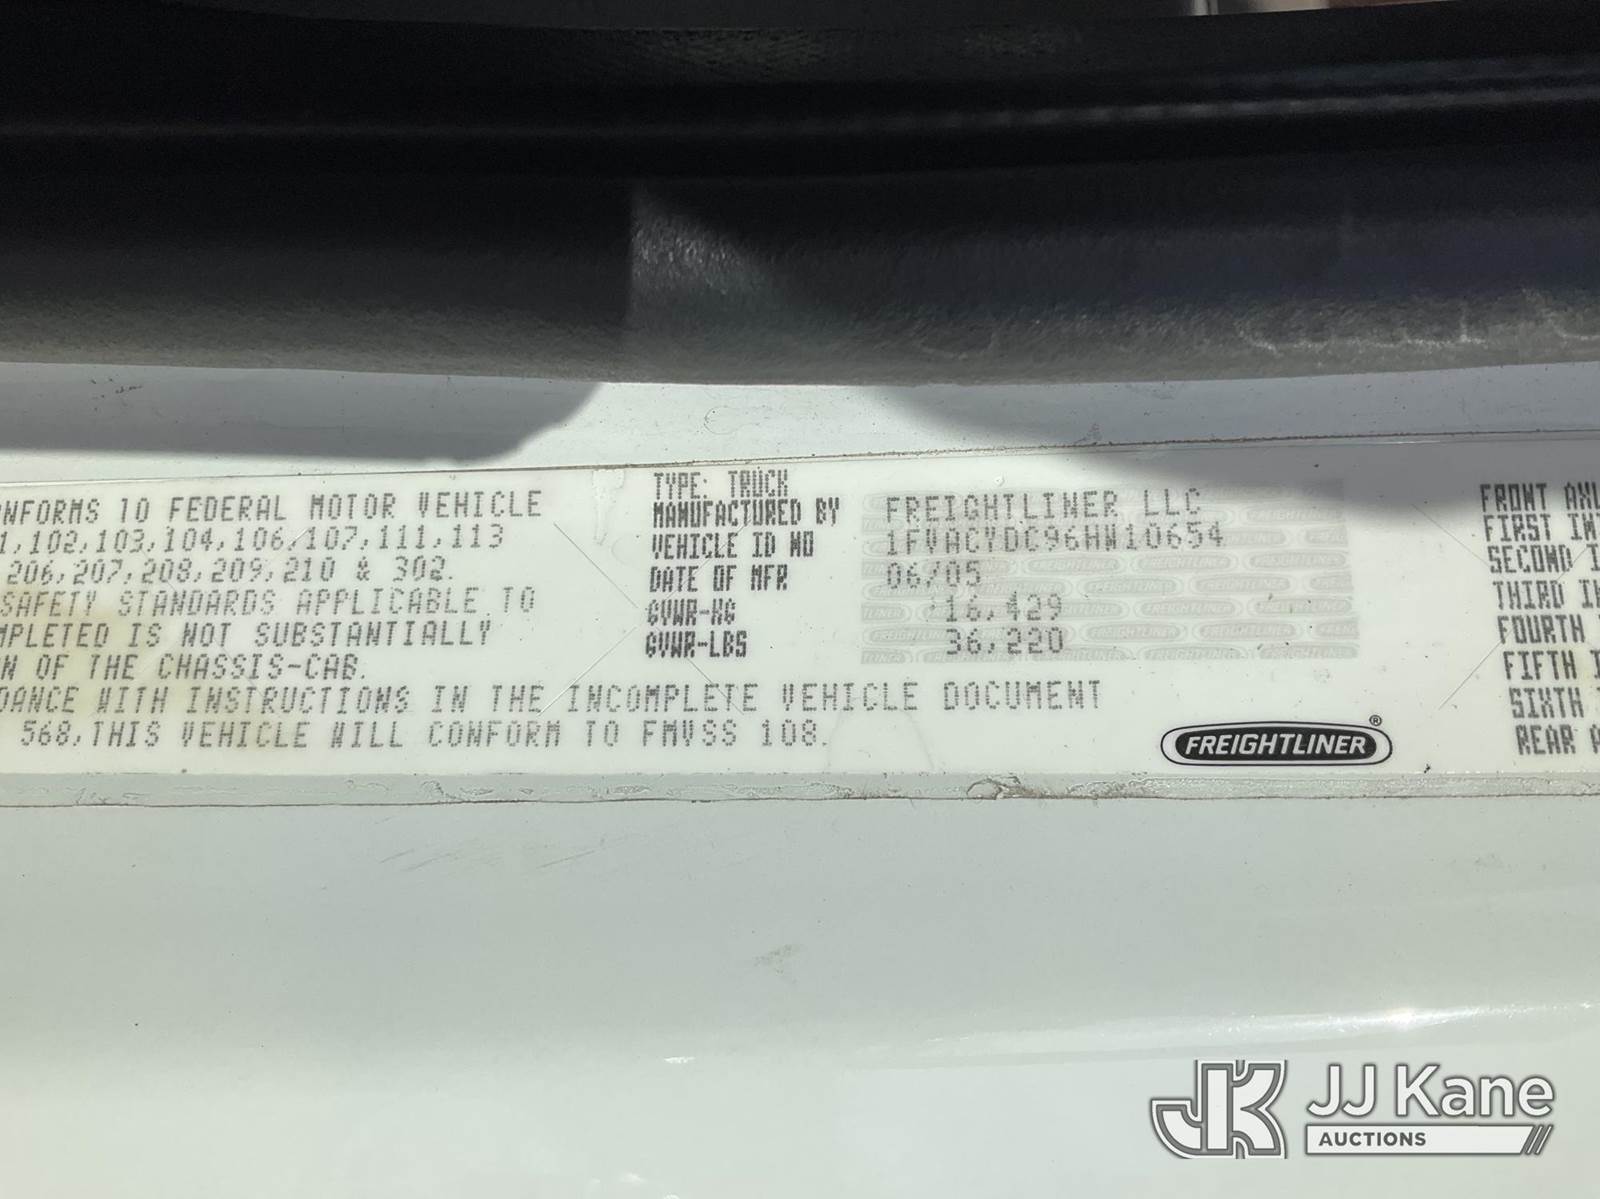 ONFORMS TO FEDERAL MOTOR VEHICLE
1,102,103,104,106,107,111,113
206,207,208,209,210 & 302.
SAFETY STANDARDS APPLICABLE TO
MPLETED IS NOT SUBSTANTIALLY
N OF THE CHASSIS-CAB.
DANCE WITH INSTRUCTIONS IN THE INCOMPLETE VEHICLE DOCUMENT
568,THIS VEHICLE WILL CONFORM TO FMVSS 108.
TYPE: TRUCK
MANUFACTURED BY FREIGHTLINER LLC
VEHICLE ID NO 1FVACYDC96HW10654
DATE OF MFR 06/05
GVWR-KG 16,429
GVWR-LBS 36,220
FREIGHTLINER®
FRONT AXL
FIRST INT
SECOND I
THIRD IN
FOURTH
FIFTH I
SIXTH
REAR A
JK JJ Kane
AUCTIONS